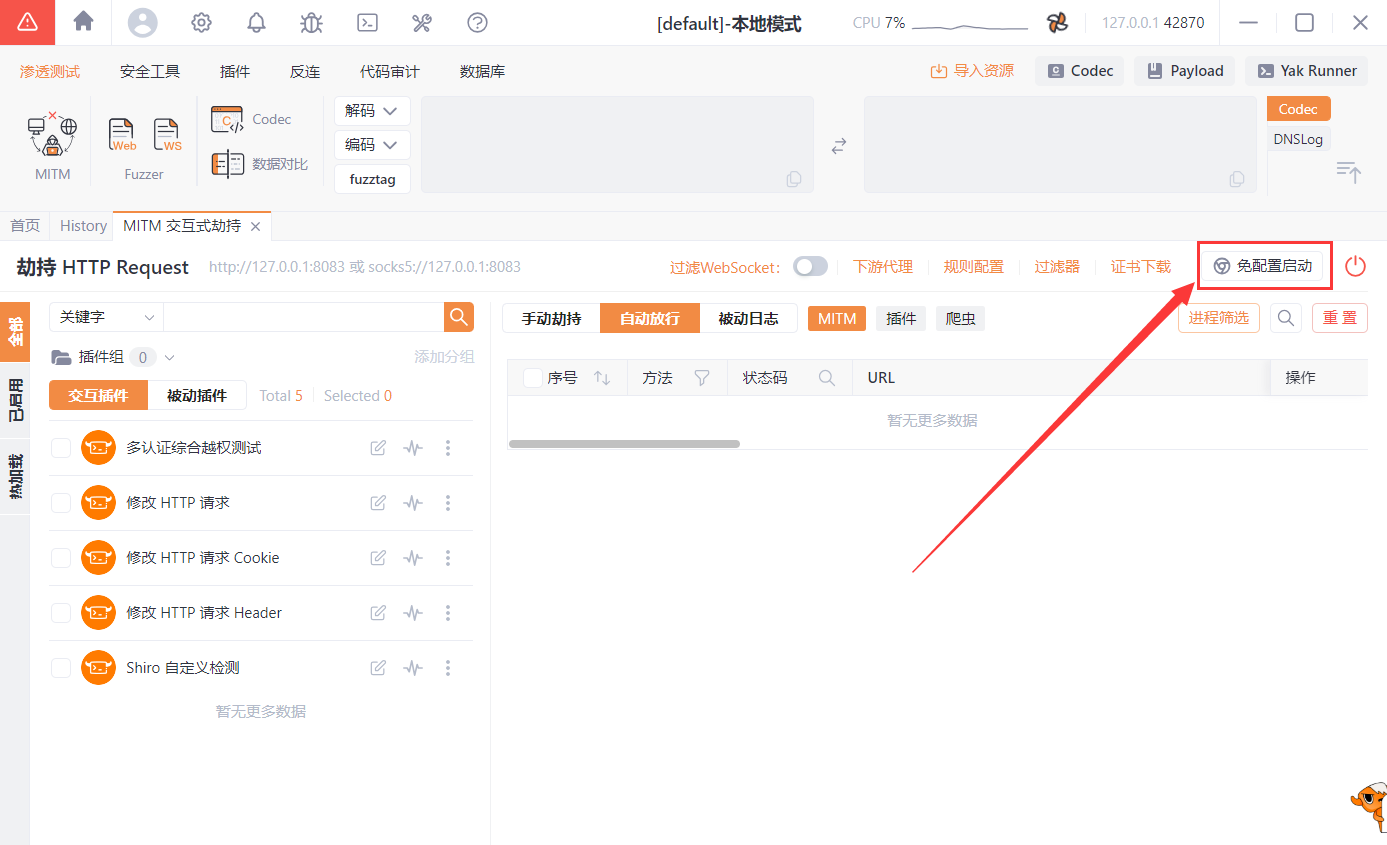 [default]-本地模式 CPU 7% 127.0.0.1 42870
渗透测试 安全工具 插件 反连 代码审计 数据库 导入资源 Codec Payload Yak Runner
MITM
Web WS
Fuzzer
Codec
数据对比
解码
编码
fuzztag
Codec
DNSLog
首页 History MITM 交互式劫持
劫持 HTTP Request http://127.0.0.1:8083 或 socks5://127.0.0.1:8083 过滤WebSocket: 下游代理 规则配置 过滤器 证书下载 免配置启动
全部
已启用
热加载
关键字
插件组 0 添加分组
交互插件 被动插件 Total 5 Selected 0
多认证综合越权测试
修改 HTTP 请求
修改 HTTP 请求 Cookie
修改 HTTP 请求 Header
Shiro 自定义检测
暂无更多数据
手动劫持 自动放行 被动日志 MITM 插件 爬虫 进程筛选 重 置
序号 方法 状态码 URL 操作
暂无更多数据